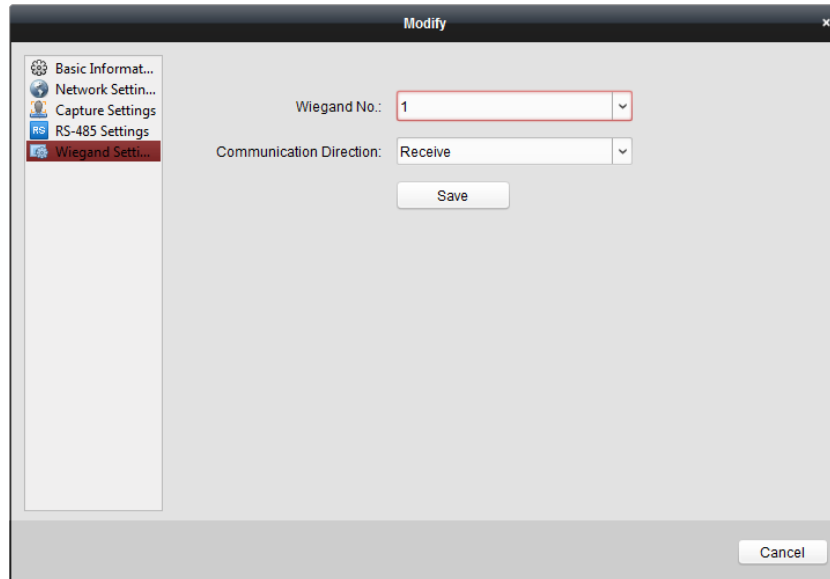 Modify
×
Basic Informat...
Network Settin...
Capture Settings
RS RS-485 Settings
Wiegand Setti...
Wiegand No.: 1
Communication Direction: Receive
Save
Cancel